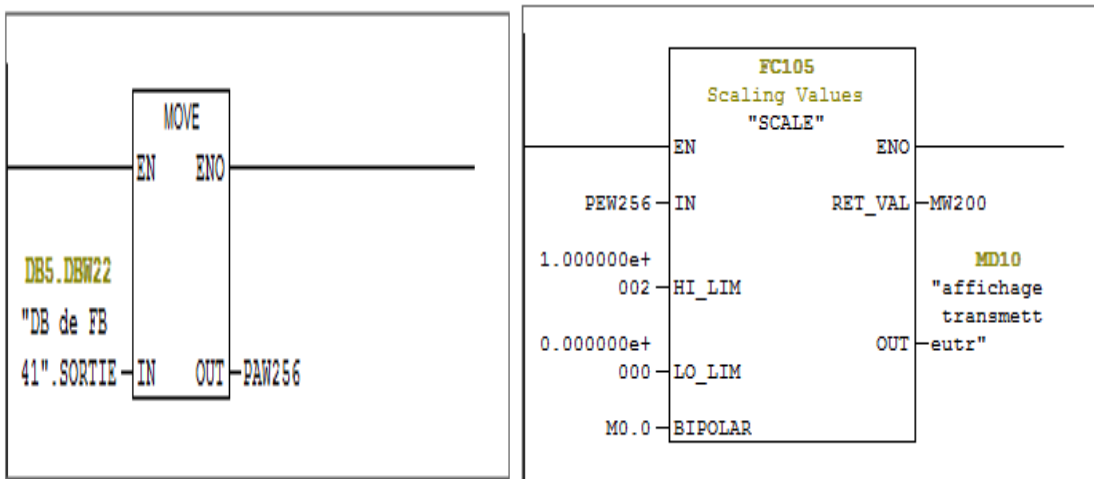 MOVE
EN ENO
DB5.DBW22
"DB de FB
41".SORTIE IN OUT PAW256
FC105
Scaling Values
"SCALE"
EN ENO
PEW256 IN RET_VAL MW200
1.000000e+ MD10
002 HI_LIM "affichage
transmett
0.000000e+ OUT eutr"
000 LO_LIM
M0.0 BIPOLAR